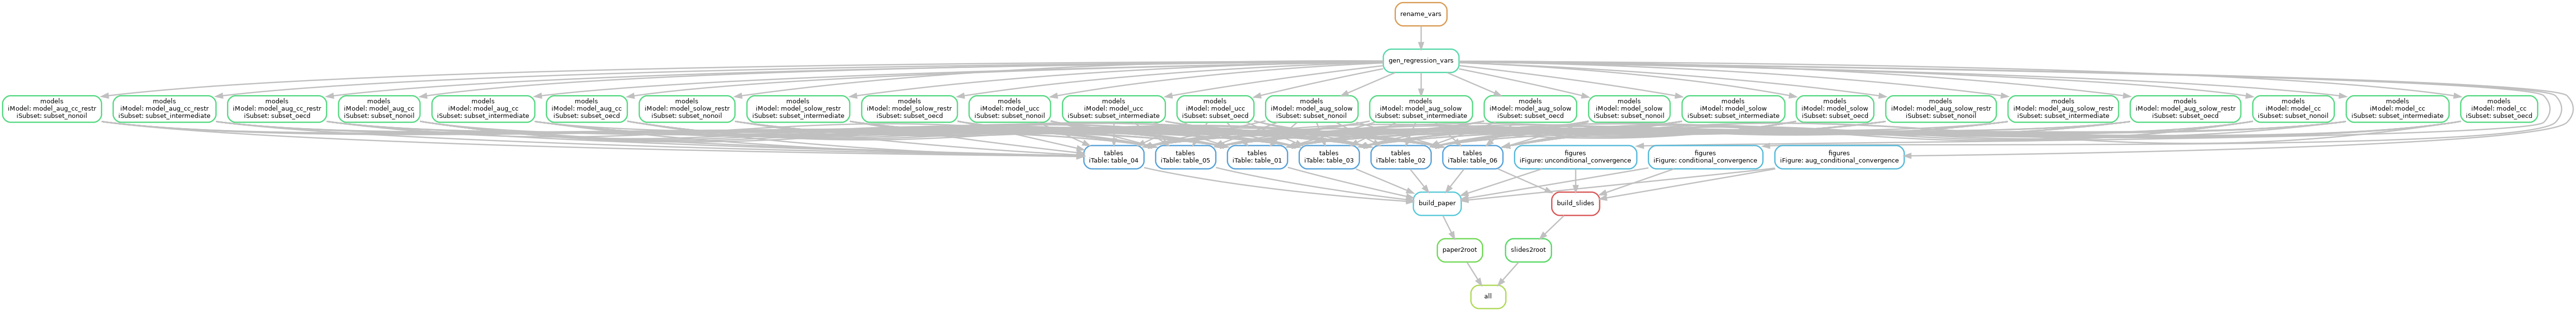 rename_vars
gen_regression_vars
models
iModel: model_aug_cc_restr
iSubset: subset_nonoil
models
iModel: model_aug_cc_restr
iSubset: subset_intermediate
models
iModel: model_aug_cc_restr
iSubset: subset_oecd
models
iModel: model_aug_cc
iSubset: subset_nonoil
models
iModel: model_aug_cc
iSubset: subset_intermediate
models
iModel: model_aug_cc
iSubset: subset_oecd
models
iModel: model_solow_restr
iSubset: subset_nonoil
models
iModel: model_solow_restr
iSubset: subset_intermediate
models
iModel: model_solow_restr
iSubset: subset_oecd
models
iModel: model_ucc
iSubset: subset_nonoil
models
iModel: model_ucc
iSubset: subset_intermediate
models
iModel: model_ucc
iSubset: subset_oecd
models
iModel: model_aug_solow
iSubset: subset_nonoil
models
iModel: model_aug_solow
iSubset: subset_intermediate
models
iModel: model_aug_solow
iSubset: subset_oecd
models
iModel: model_solow
iSubset: subset_nonoil
models
iModel: model_solow
iSubset: subset_intermediate
models
iModel: model_solow
iSubset: subset_oecd
models
iModel: model_aug_solow_restr
iSubset: subset_nonoil
models
iModel: model_aug_solow_restr
iSubset: subset_intermediate
models
iModel: model_aug_solow_restr
iSubset: subset_oecd
models
iModel: model_cc
iSubset: subset_nonoil
models
iModel: model_cc
iSubset: subset_intermediate
models
iModel: model_cc
iSubset: subset_oecd
tables
iTable: table_04
tables
iTable: table_05
tables
iTable: table_01
tables
iTable: table_03
tables
iTable: table_02
tables
iTable: table_06
figures
iFigure: unconditional_convergence
figures
iFigure: conditional_convergence
figures
iFigure: aug_conditional_convergence
build_paper
build_slides
paper2root
slides2root
all